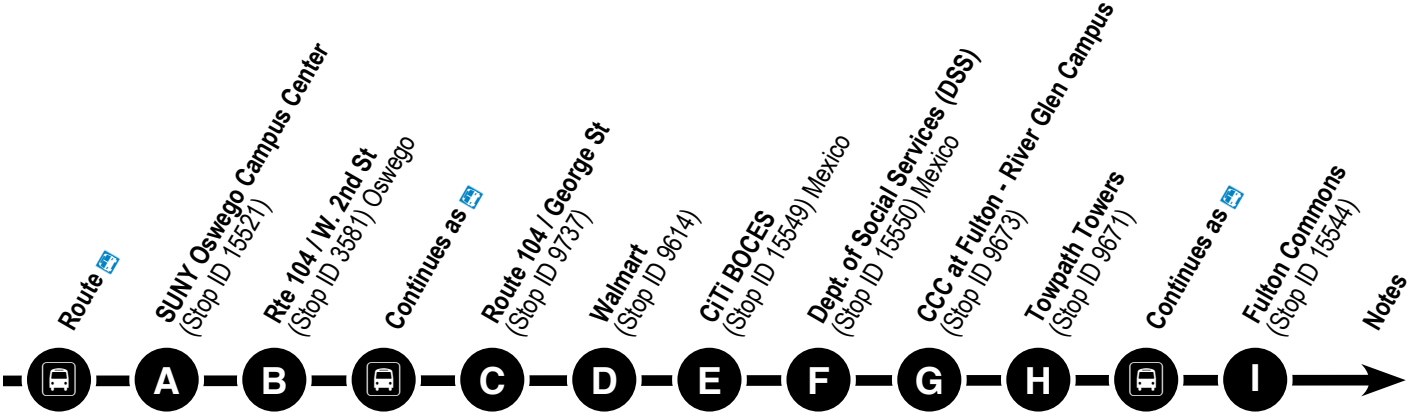 Route
SUNY Oswego Campus Center
(Stop ID 15521)
Rte 104 / W. 2nd St
(Stop ID 3581) Oswego
Continues as
Route 104 / George St
(Stop ID 9737)
Walmart
(Stop ID 9614)
CiTi BOCES
(Stop ID 15549) Mexico
Dept. of Social Services (DSS)
(Stop ID 15550) Mexico
CCC at Fulton - River Glen Campus
(Stop ID 9673)
Towpath Towers
(Stop ID 9671)
Continues as
Fulton Commons
(Stop ID 15544)
Notes
A B C D E F G H I